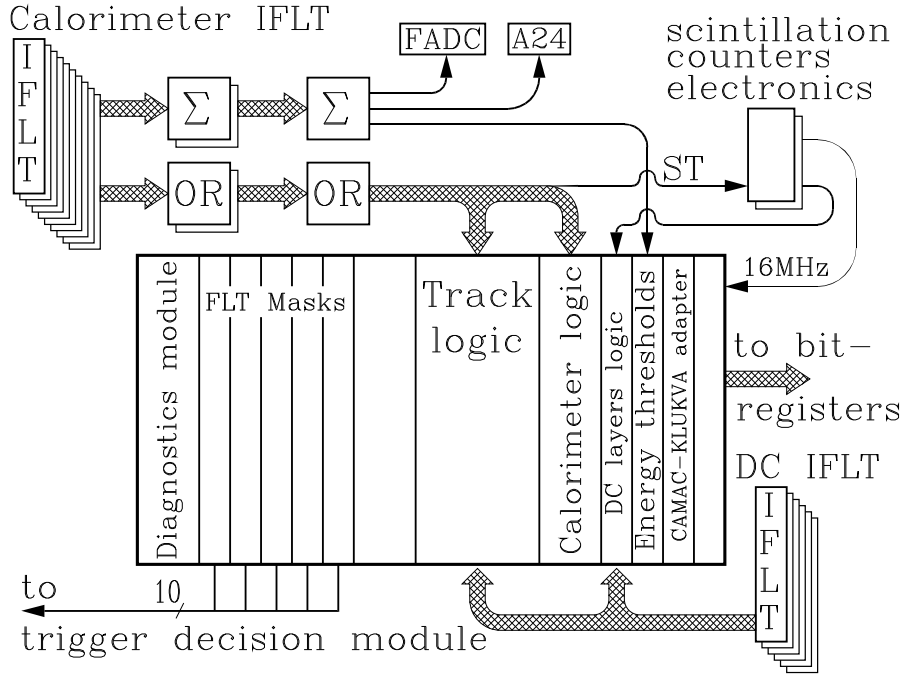 Calorimeter IFLT
FADC
A24
scintillation
counters
electronics
IFLT
Σ
Σ
OR
OR
ST
16MHz
Diagnostics module
FLT Masks
Track
logic
Calorimeter logic
DC layers logic
Energy thresholds
CAMAC-KLUKVA adapter
to bit-
registers
DC IFLT
IFLT
to
10
trigger decision module